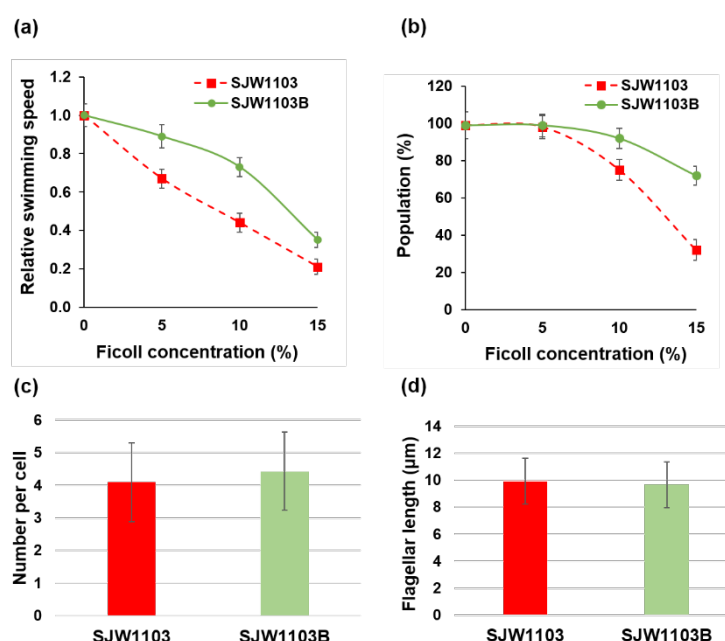 (a)
SJW1103
SJW1103B
Relative swimming speed
1.2
1.0
0.8
0.6
0.4
0.2
0.0
0 5 10 15
Ficoll concentration (%)
(b)
SJW1103
SJW1103B
Population (%)
120
100
80
60
40
20
0
0 5 10 15
Ficoll concentration (%)
(c)
Number per cell
6
5
4
3
2
1
0
SJW1103 SJW1103B
(d)
Flagellar length (μm)
14
12
10
8
6
4
2
0
SJW1103 SJW1103B